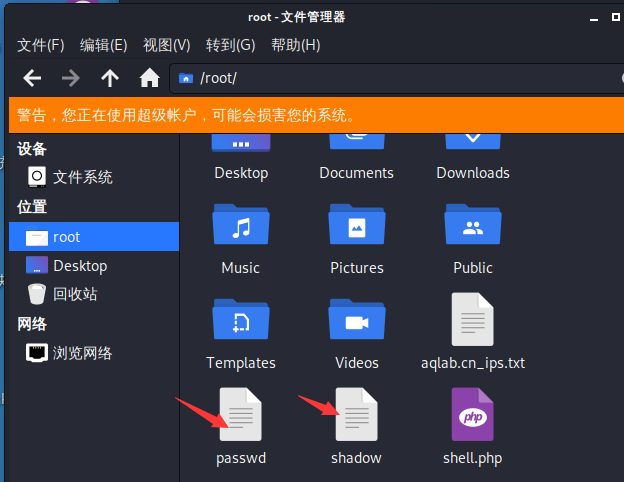 root - 文件管理器
文件(F) 编辑(E) 视图(V) 转到(G) 帮助(H)
/root/
警告，您正在使用超级帐户，可能会损害您的系统。
设备
文件系统
位置
root
Desktop
回收站
网络
浏览网络
Desktop Documents Downloads
Music Pictures Public
Templates Videos aqlab.cn_ips.txt
php
passwd shadow shell.php